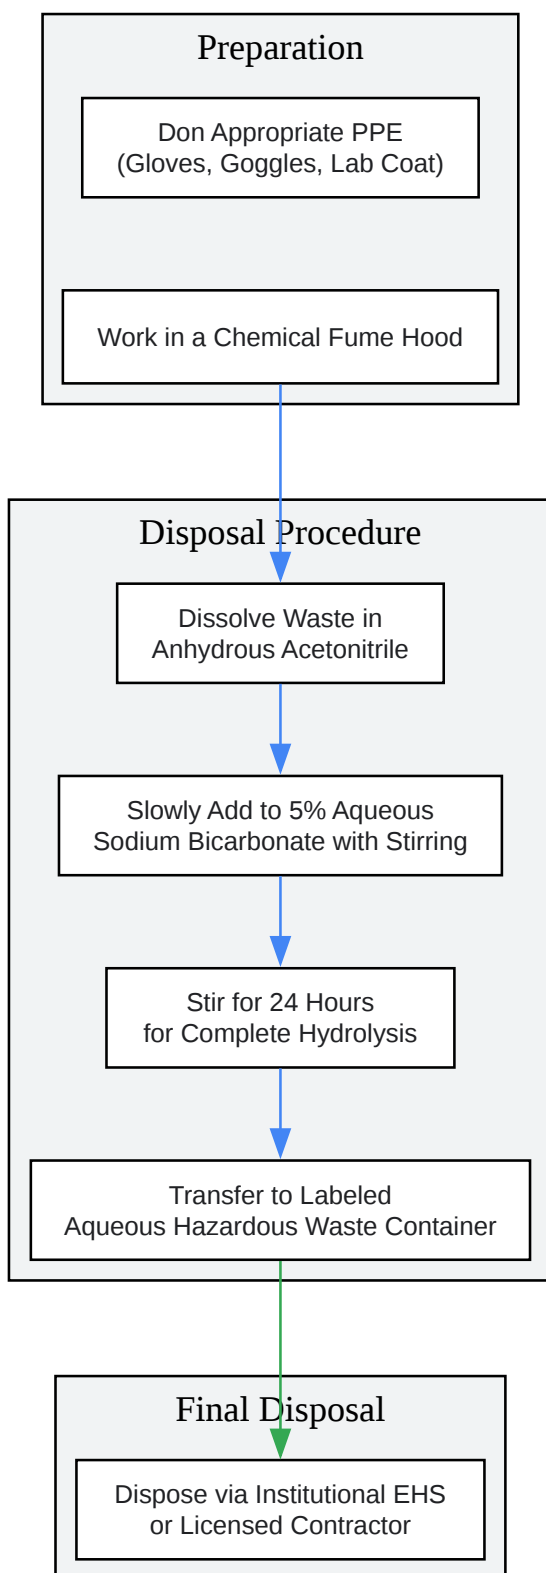 Preparation
Don Appropriate PPE
(Gloves, Goggles, Lab Coat)
Work in a Chemical Fume Hood
Disposal Procedure
Dissolve Waste in
Anhydrous Acetonitrile
Slowly Add to 5% Aqueous
Sodium Bicarbonate with Stirring
Stir for 24 Hours
for Complete Hydrolysis
Transfer to Labeled
Aqueous Hazardous Waste Container
Final Disposal
Dispose via Institutional EHS
or Licensed Contractor